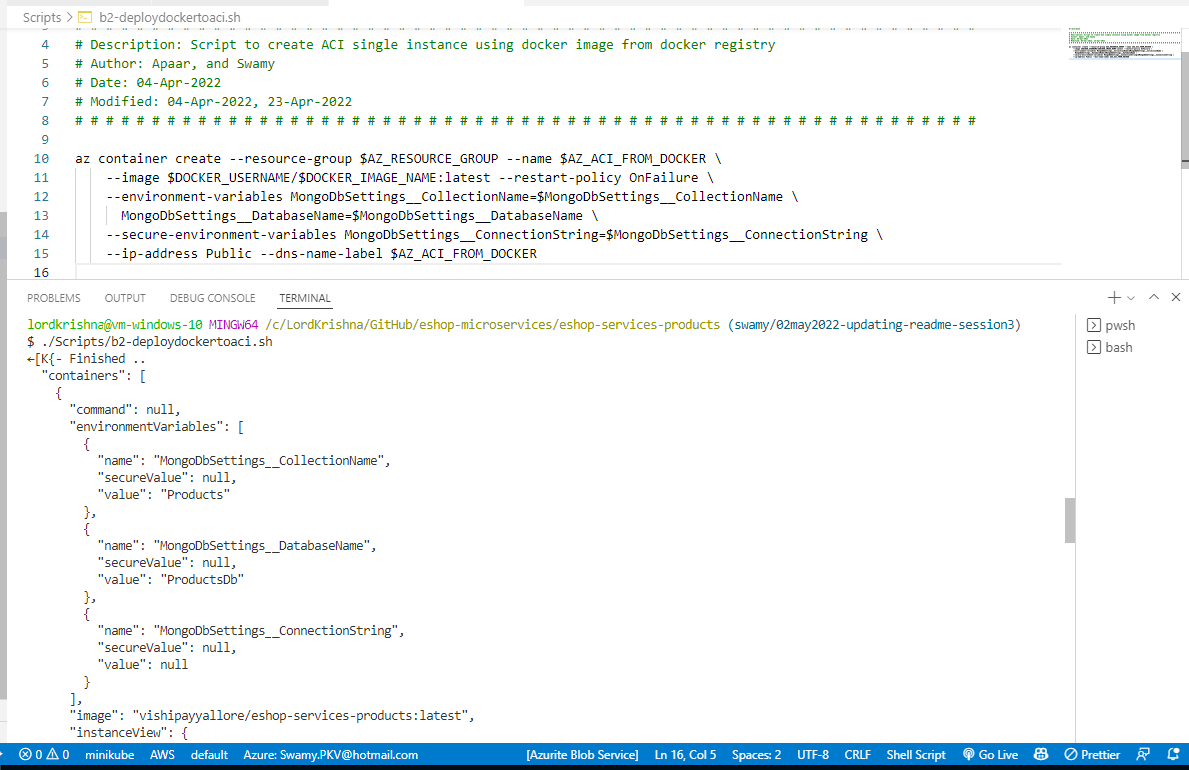 Scripts > b2-deploydockertoaci.sh
4 # Description: Script to create ACI single instance using docker image from docker registry
5 # Author: Apaar, and Swamy
6 # Date: 04-Apr-2022
7 # Modified: 04-Apr-2022, 23-Apr-2022
8 # # # # # # # # # # # # # # # # # # # # # # # # # # # # # # # # # # # # # # # # # # # # # # # # # # # # # # # # # # #
9
10 az container create --resource-group $AZ_RESOURCE_GROUP --name $AZ_ACI_FROM_DOCKER \
11 --image $DOCKER_USERNAME/$DOCKER_IMAGE_NAME:latest --restart-policy OnFailure \
12 --environment-variables MongoDbSettings__CollectionName=$MongoDbSettings__CollectionName \
13 MongoDbSettings__DatabaseName=$MongoDbSettings__DatabaseName \
14 --secure-environment-variables MongoDbSettings__ConnectionString=$MongoDbSettings__ConnectionString \
15 --ip-address Public --dns-name-label $AZ_ACI_FROM_DOCKER
16
PROBLEMS OUTPUT DEBUG CONSOLE TERMINAL
lordkrishna@vm-windows-10 MINGW64 /c/LordKrishna/GitHub/eshop-microservices/eshop-services-products (swamy/02may2022-updating-readme-session3)
$ ./Scripts/b2-deploydockertoaci.sh
←[K{- Finished ..
"containers": [
{
"command": null,
"environmentVariables": [
{
"name": "MongoDbSettings__CollectionName",
"secureValue": null,
"value": "Products"
},
{
"name": "MongoDbSettings__DatabaseName",
"secureValue": null,
"value": "ProductsDb"
},
{
"name": "MongoDbSettings__ConnectionString",
"secureValue": null,
"value": null
}
],
"image": "vishipayyallore/eshop-services-products:latest",
"instanceView": {
pwsh
bash
0 0 minikube AWS default Azure: Swamy.PKV@hotmail.com [Azurite Blob Service] Ln 16, Col 5 Spaces: 2 UTF-8 CRLF Shell Script Go Live Prettier